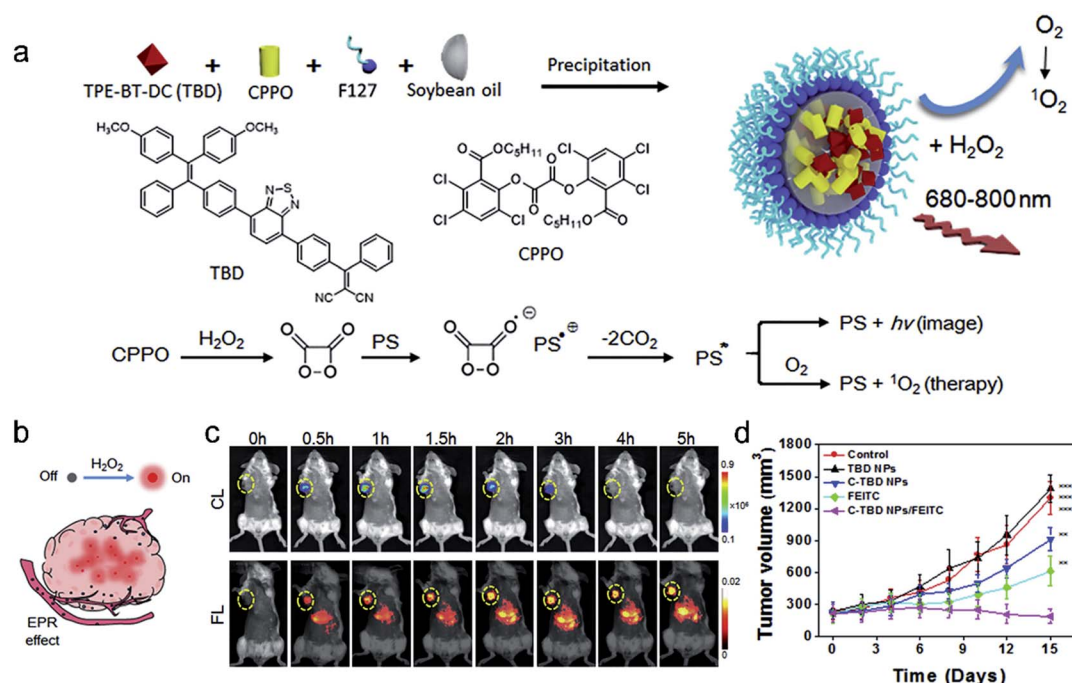 a
TPE-BT-DC (TBD) + CPPO + F127 + Soybean oil
Precipitation
O₂
¹O₂
+ H₂O₂
680-800nm
OCH₃
CH₃O
N S N
NC CN
TBD
OC₅H₁₁
O
Cl
Cl
Cl
O
O
O
O
Cl
Cl
Cl
C₅H₁₁O
O
CPPO
CPPO H₂O₂ O O O-O PS O O•⊖ O-O PS•⊕ -2CO₂ PS*
PS + hν (image)
O₂
PS + ¹O₂ (therapy)
b
Off H₂O₂ On
EPR
effect
c
0h 0.5h 1h 1.5h 2h 3h 4h 5h
CL
0.9
×10⁶
0.1
FL
0.02
0
d
Tumor volume (mm³)
1800
1500
1200
900
600
300
0
Control
TBD NPs
C-TBD NPs
FEITC
C-TBD NPs/FEITC
***
***
**
**
0 3 6 9 12 15
Time (Days)